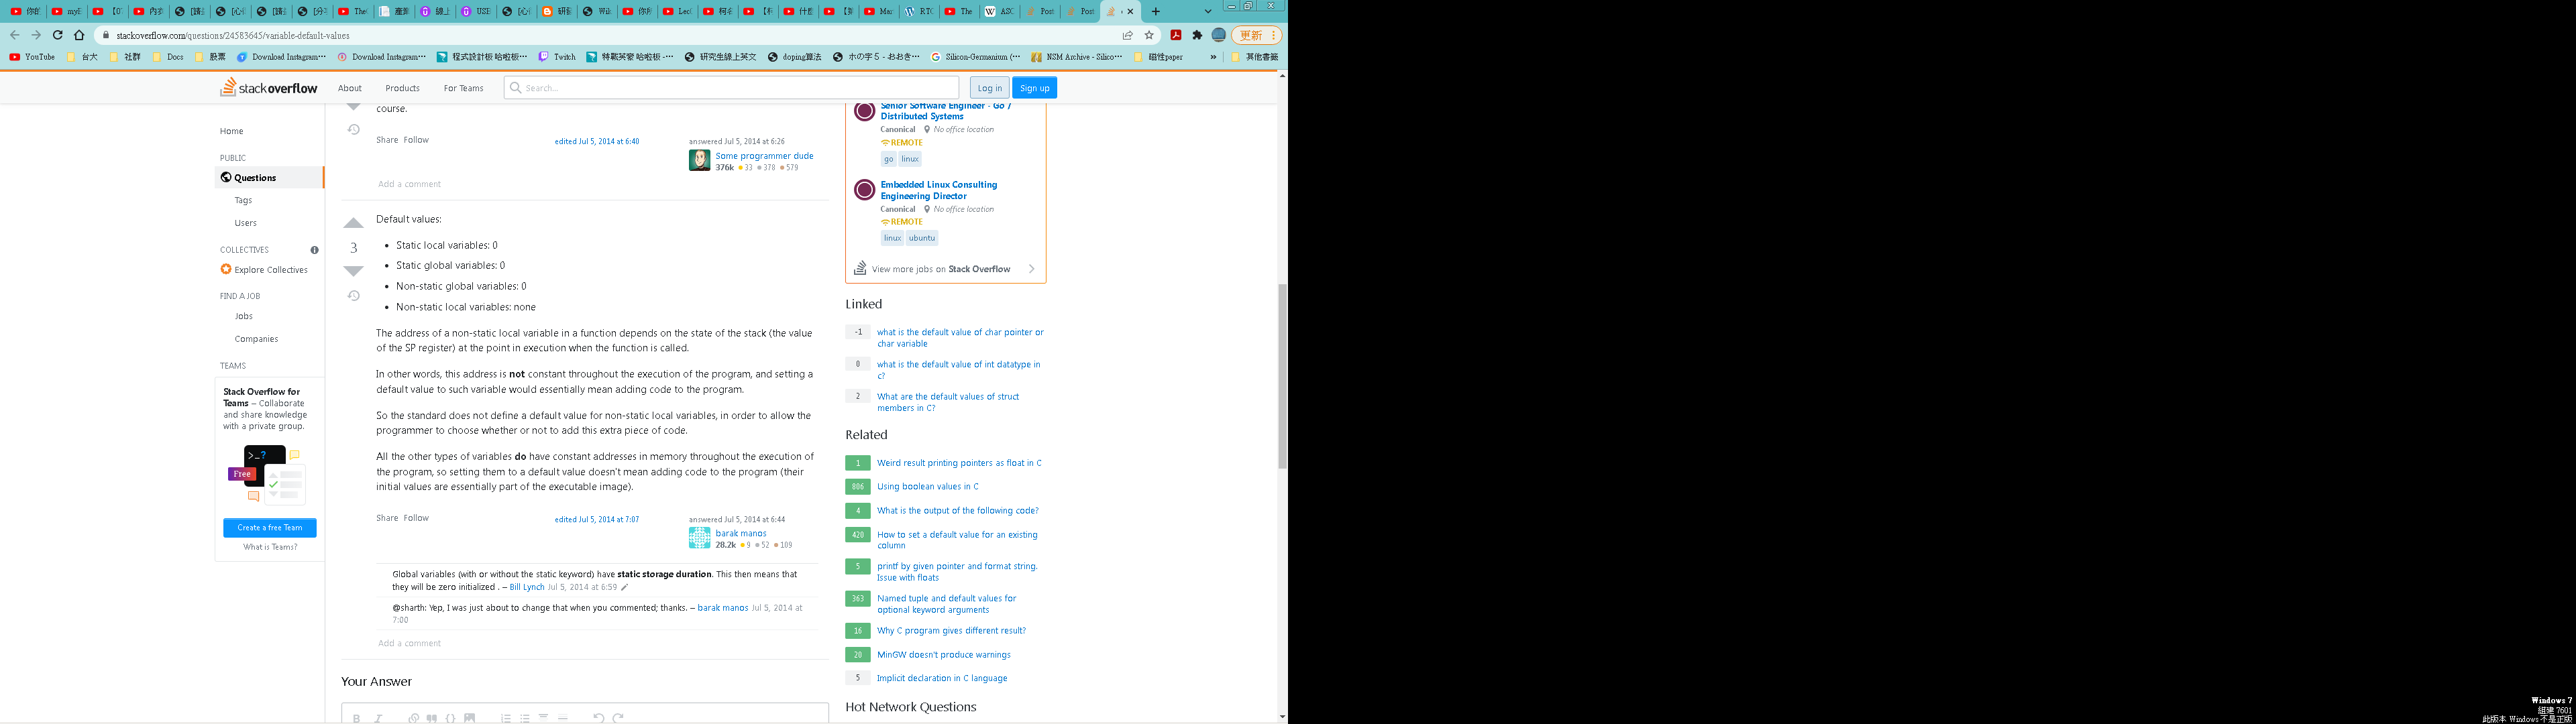 stackoverflow.com/questions/24583645/variable-default-values
更新
YouTube 台大 社群 Docs 股票 Download Instagram… Download Instagram… 程式設計板 哈啦板… Twitch 特戰英豪 哈啦板 -… 研究生線上英文 doping算法 ホの字 5 - おおき… Silicon-Germanium (… NSM Archive - Silico… 磁性paper » 其他書籤
stackoverflow About Products For Teams Search... Log in Sign up
Home
PUBLIC
Questions
Tags
Users
COLLECTIVES
Explore Collectives
FIND A JOB
Jobs
Companies
TEAMS
Stack Overflow for
Teams – Collaborate
and share knowledge
with a private group.
>_?
Free
Create a free Team
What is Teams?
course.
Share Follow edited Jul 5, 2014 at 6:40 answered Jul 5, 2014 at 6:26
Some programmer dude
376k 33 378 579
Add a comment
3
Default values:
• Static local variables: 0
• Static global variables: 0
• Non-static global variables: 0
• Non-static local variables: none
The address of a non-static local variable in a function depends on the state of the stack (the value
of the SP register) at the point in execution when the function is called.
In other words, this address is not constant throughout the execution of the program, and setting a
default value to such variable would essentially mean adding code to the program.
So the standard does not define a default value for non-static local variables, in order to allow the
programmer to choose whether or not to add this extra piece of code.
All the other types of variables do have constant addresses in memory throughout the execution of
the program, so setting them to a default value doesn't mean adding code to the program (their
initial values are essentially part of the executable image).
Share Follow edited Jul 5, 2014 at 7:07 answered Jul 5, 2014 at 6:44
barak manos
28.2k 9 52 109
Global variables (with or without the static keyword) have static storage duration. This then means that
they will be zero initialized . – Bill Lynch Jul 5, 2014 at 6:59
@sharth: Yep, I was just about to change that when you commented; thanks. – barak manos Jul 5, 2014 at
7:00
Add a comment
Your Answer
B I
Senior Software Engineer - Go /
Distributed Systems
Canonical No office location
REMOTE
go linux
Embedded Linux Consulting
Engineering Director
Canonical No office location
REMOTE
linux ubuntu
View more jobs on Stack Overflow
Linked
-1 what is the default value of char pointer or
char variable
0 what is the default value of int datatype in
c?
2 What are the default values of struct
members in C?
Related
1 Weird result printing pointers as float in C
886 Using boolean values in C
4 What is the output of the following code?
420 How to set a default value for an existing
column
5 printf by given pointer and format string.
Issue with floats
363 Named tuple and default values for
optional keyword arguments
16 Why C program gives different result?
20 MinGW doesn't produce warnings
5 Implicit declaration in C language
Hot Network Questions
Windows 7
組建 7601
此版本 Windows 不是正版